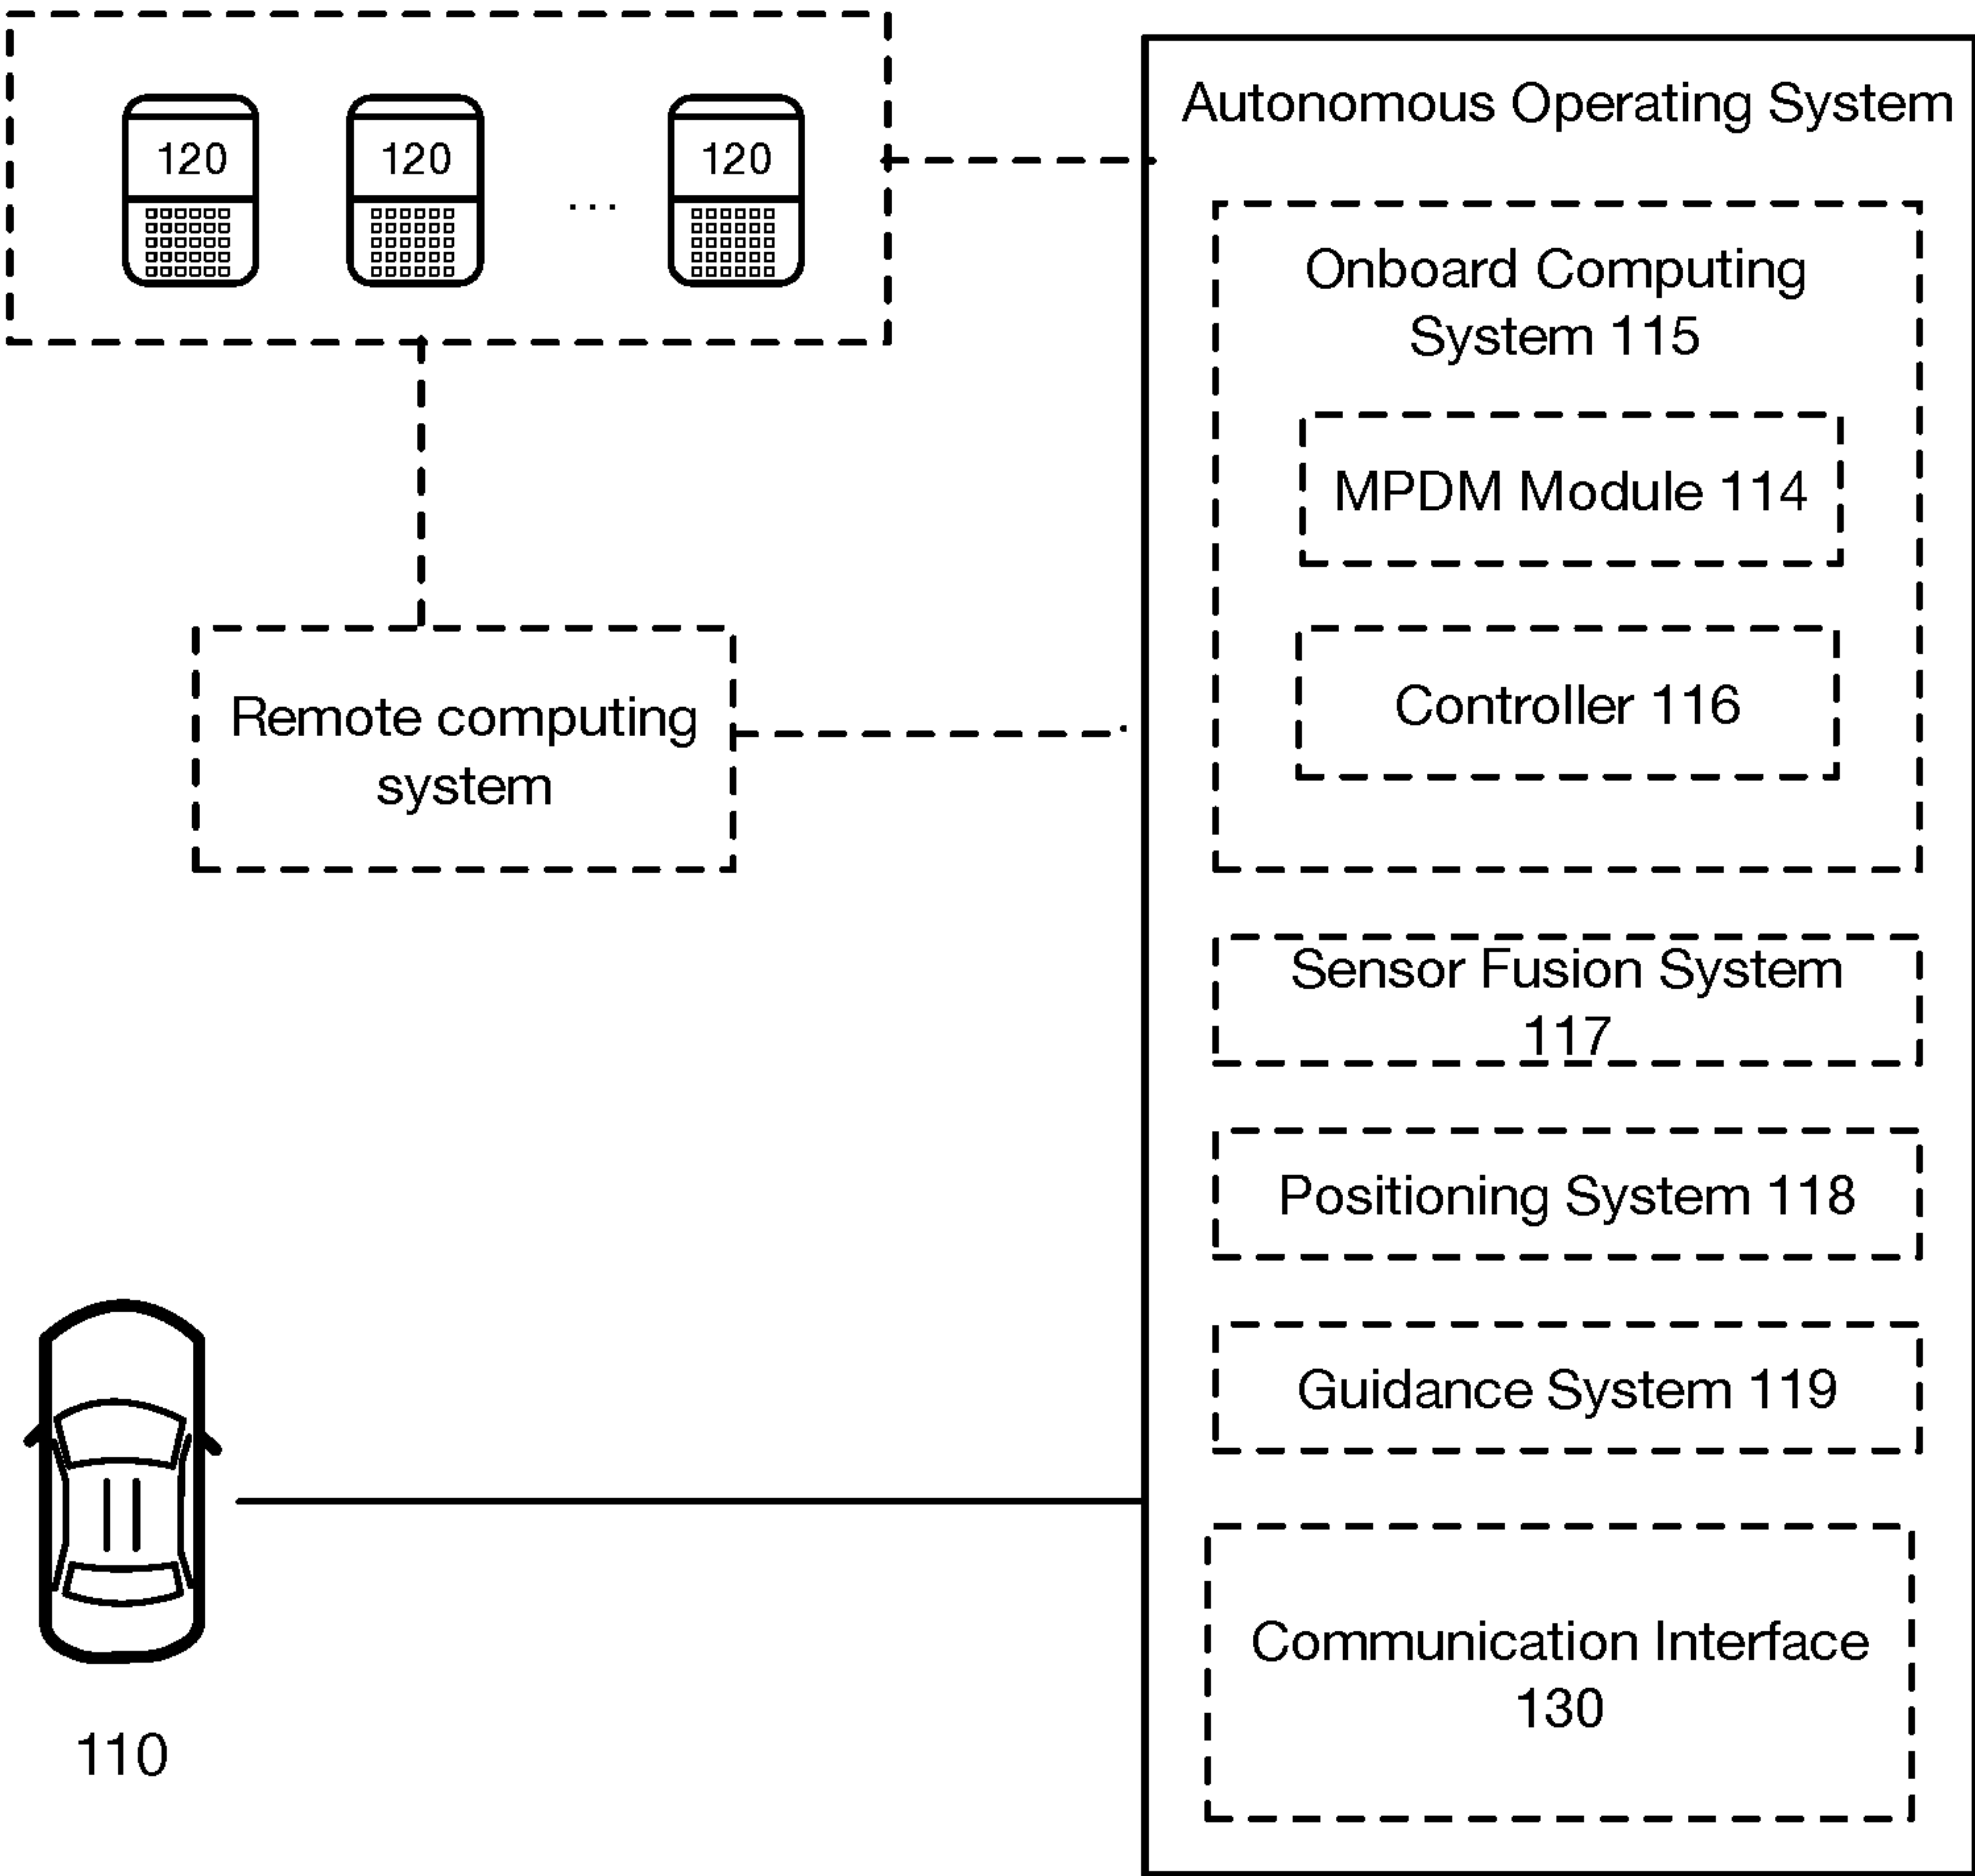 120 120 ... 120
Remote computing
system
110
Autonomous Operating System
Onboard Computing
System 115
MPDM Module 114
Controller 116
Sensor Fusion System
117
Positioning System 118
Guidance System 119
Communication Interface
130